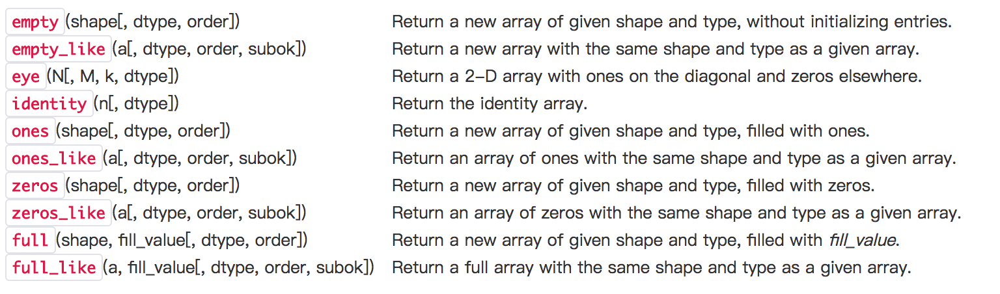 empty(shape[, dtype, order]) Return a new array of given shape and type, without initializing entries.
empty_like(a[, dtype, order, subok]) Return a new array with the same shape and type as a given array.
eye(N[, M, k, dtype]) Return a 2-D array with ones on the diagonal and zeros elsewhere.
identity(n[, dtype]) Return the identity array.
ones(shape[, dtype, order]) Return a new array of given shape and type, filled with ones.
ones_like(a[, dtype, order, subok]) Return an array of ones with the same shape and type as a given array.
zeros(shape[, dtype, order]) Return a new array of given shape and type, filled with zeros.
zeros_like(a[, dtype, order, subok]) Return an array of zeros with the same shape and type as a given array.
full(shape, fill_value[, dtype, order]) Return a new array of given shape and type, filled with fill_value.
full_like(a, fill_value[, dtype, order, subok]) Return a full array with the same shape and type as a given array.